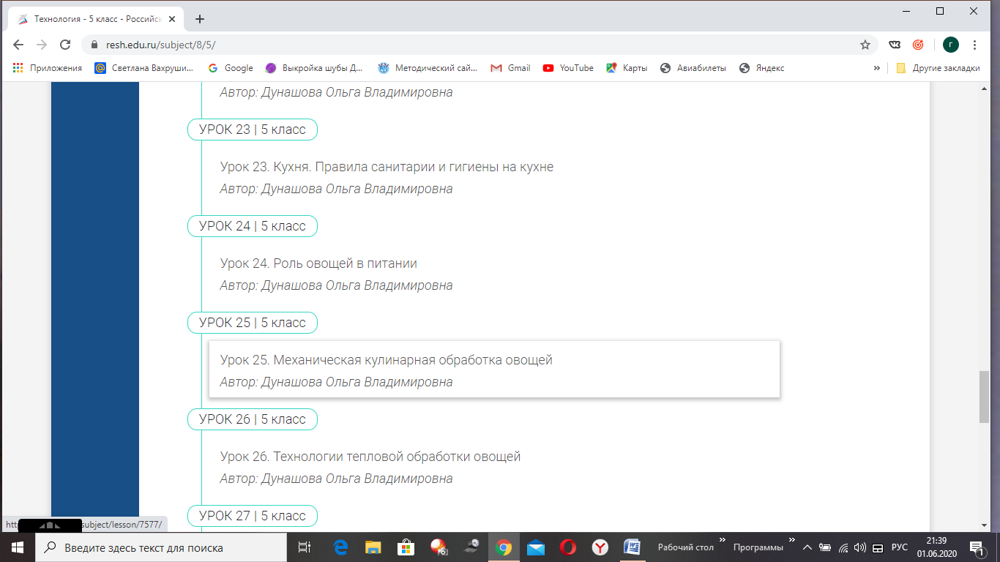 Технология - 5 класс - Российск
resh.edu.ru/subject/8/5/
г
Приложения
Светлана Вахруши...
Google
Выкройка шубы Д...
Методический сай...
Gmail
YouTube
Карты
Авиабилеты
Яндекс
»
Другие закладки
Автор: Дунашова Ольга Владимировна
УРОК 23 | 5 класс
Урок 23. Кухня. Правила санитарии и гигиены на кухне
Автор: Дунашова Ольга Владимировна
УРОК 24 | 5 класс
Урок 24. Роль овощей в питании
Автор: Дунашова Ольга Владимировна
УРОК 25 | 5 класс
Урок 25. Механическая кулинарная обработка овощей
Автор: Дунашова Ольга Владимировна
УРОК 26 | 5 класс
Урок 26. Технологии тепловой обработки овощей
Автор: Дунашова Ольга Владимировна
УРОК 27 | 5 класс
subject/lesson/7577/
Введите здесь текст для поиска
Рабочий стол »
Программы »
РУС
21:39
01.06.2020
1